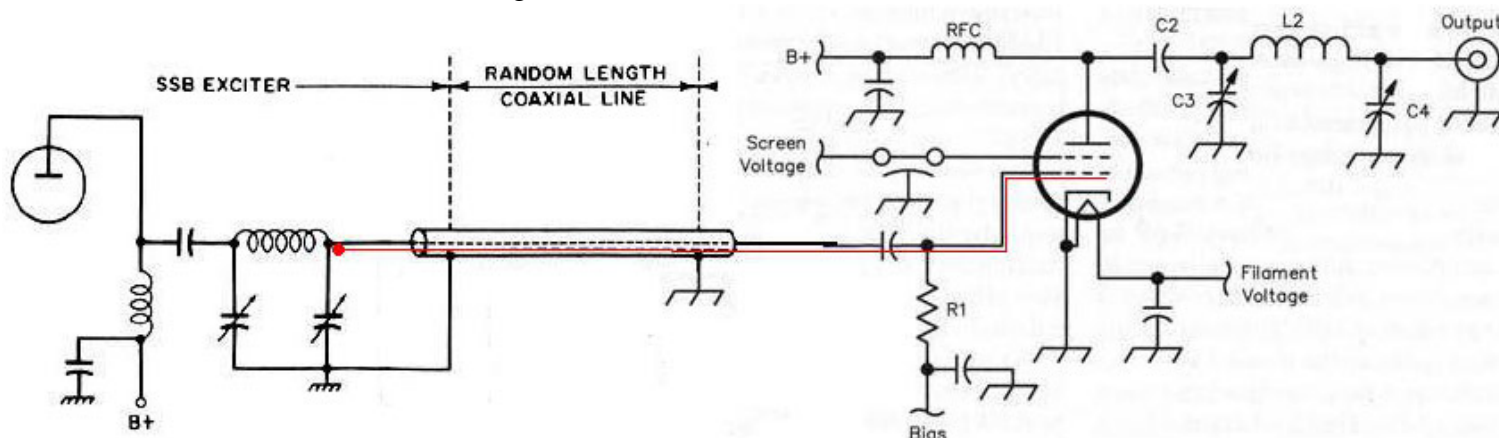 SSB EXCITER
RANDOM LENGTH
COAXIAL LINE
B+
B+
RFC
C2
L2
Output
C3
C4
Screen
Voltage
R1
Filament
Voltage
Bias